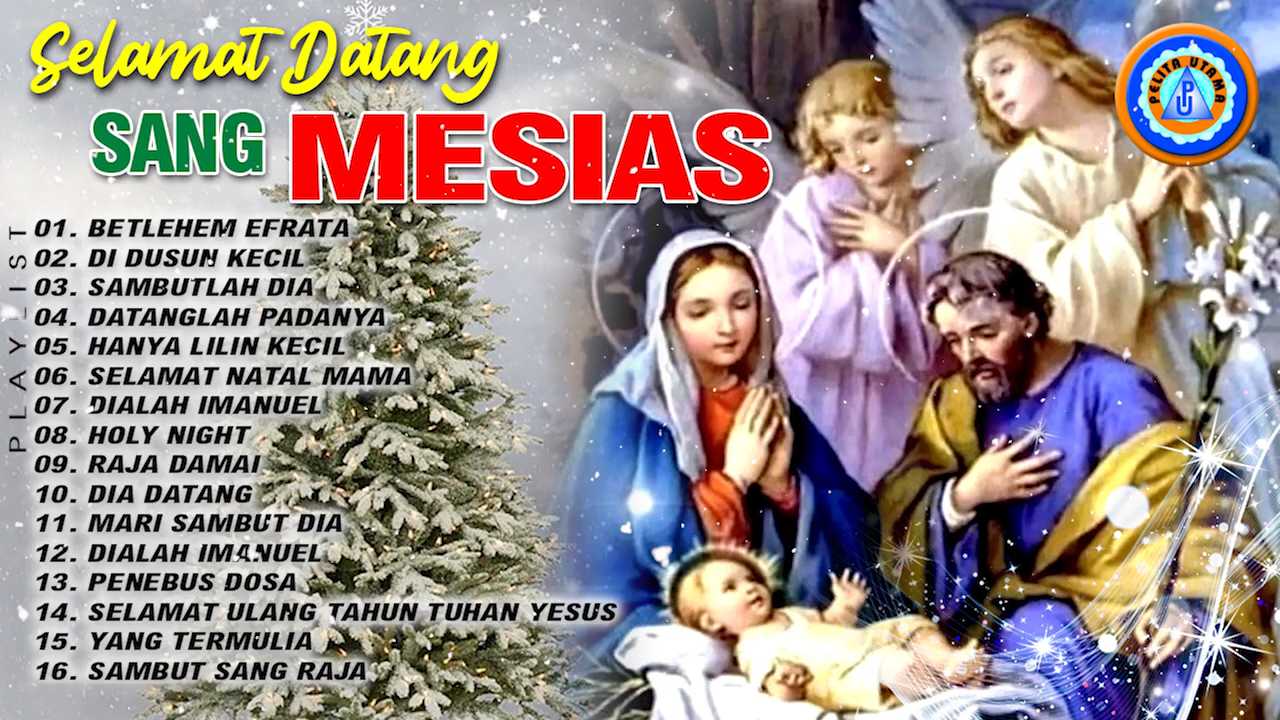 Selamat Datang
SANG MESIAS
PELITA UTAMA
PU
PLAYLIST
01. BETLEHEM EFRATA
02. DI DUSUN KECIL
03. SAMBUTLAH DIA
04. DATANGLAH PADANYA
05. HANYA LILIN KECIL
06. SELAMAT NATAL MAMA
07. DIALAH IMANUEL
08. HOLY NIGHT
09. RAJA DAMAI
10. DIA DATANG
11. MARI SAMBUT DIA
12. DIALAH IMANUEL
13. PENEBUS DOSA
14. SELAMAT ULANG TAHUN TUHAN YESUS
15. YANG TERMULIA
16. SAMBUT SANG RAJA